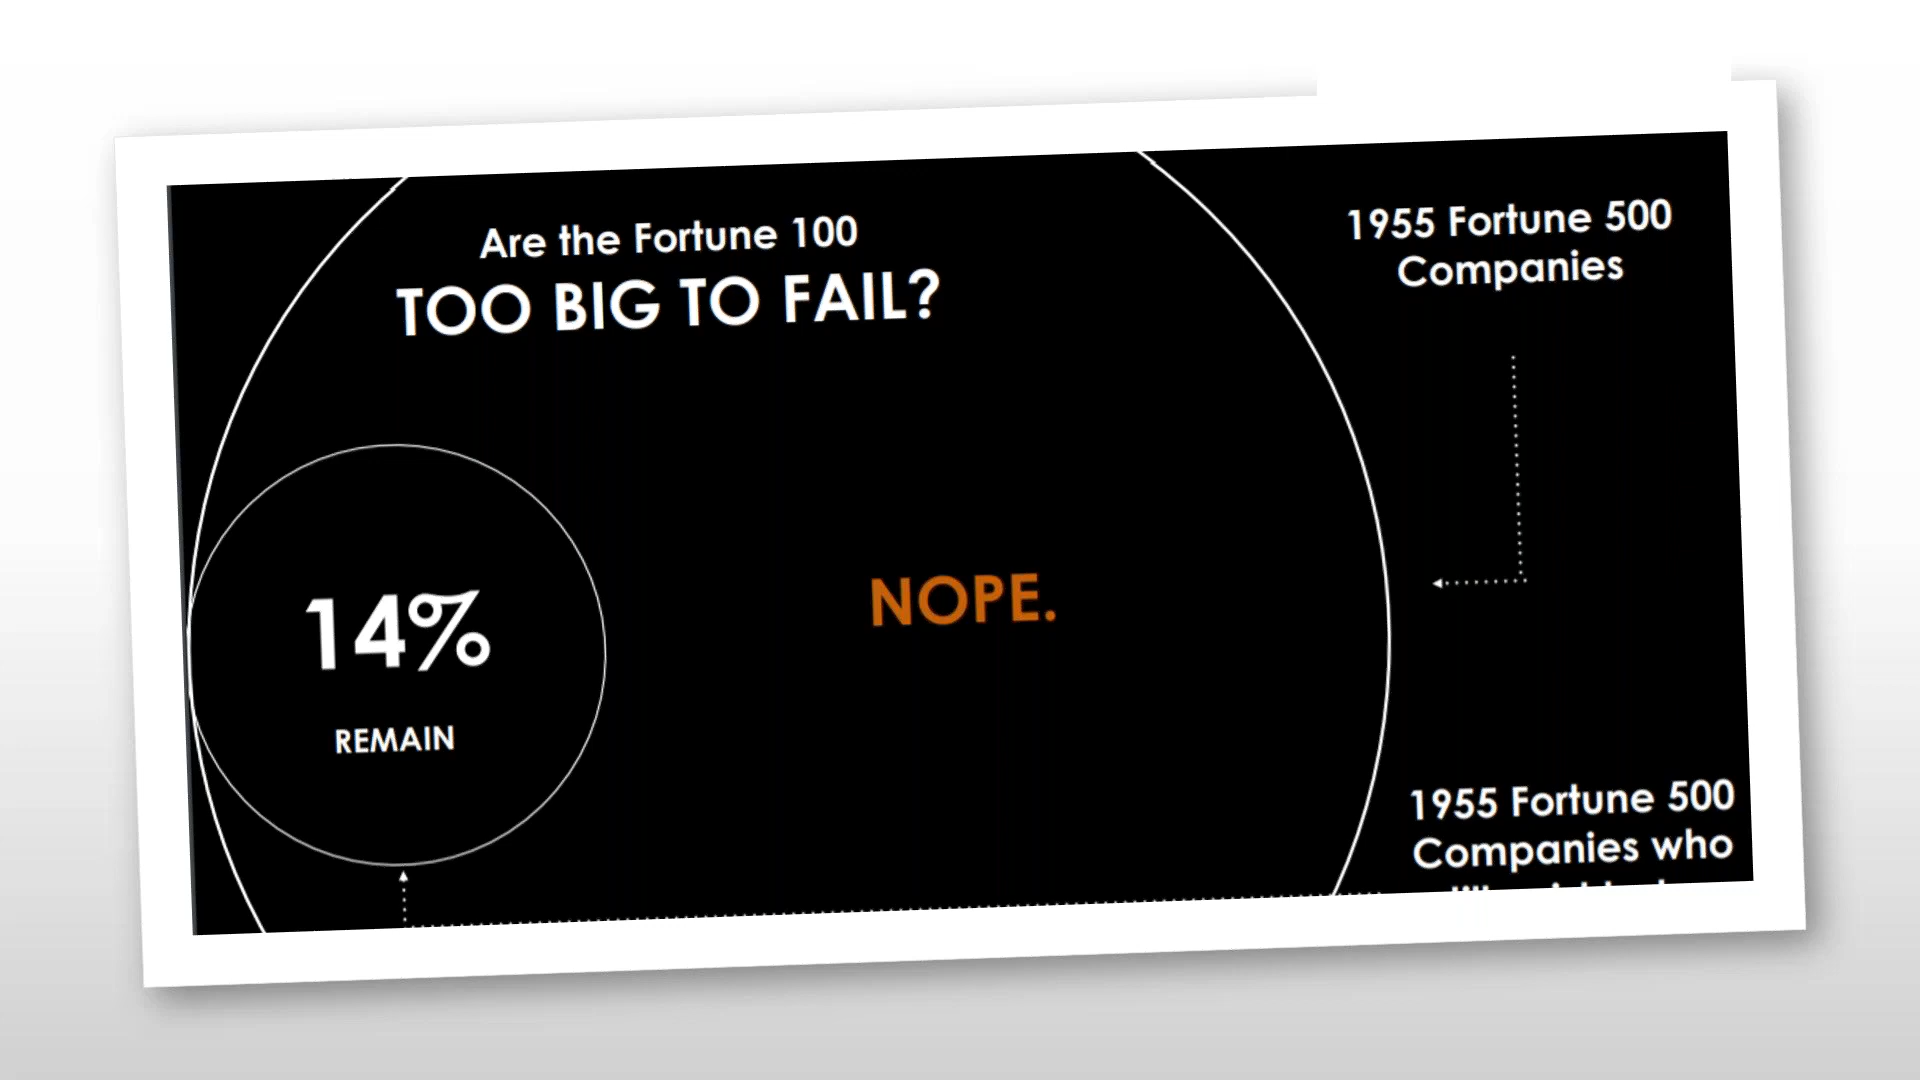 Are the Fortune 100
TOO BIG TO FAIL?
1955 Fortune 500
Companies
NOPE.
14%
REMAIN
1955 Fortune 500
Companies who